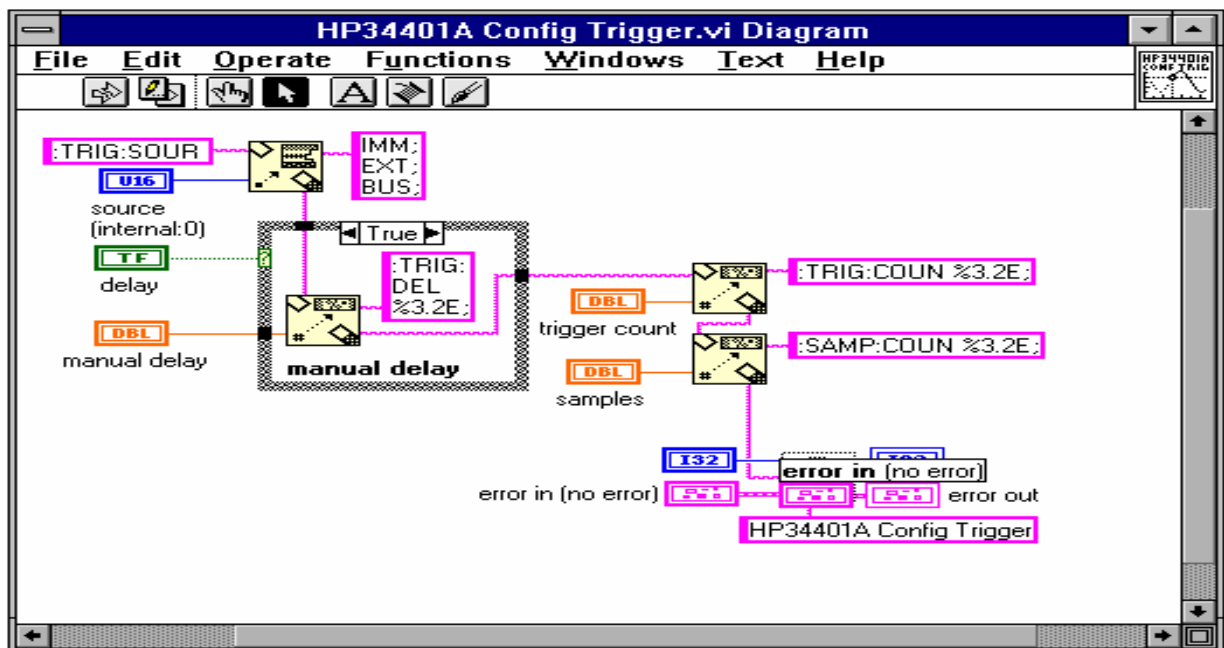 HP34401A Config Trigger.vi Diagram
File Edit Operate Functions Windows Text Help
HP34401A
CONF TRIG
A
:TRIG:SOUR
IMM;
EXT;
BUS;
U16
source
(internal:0)
True
TF
delay
?
:TRIG:
DEL
%3.2E;
DBL
manual delay
#
manual delay
:TRIG:COUN %3.2E;
DBL
#
trigger count
:SAMP:COUN %3.2E;
DBL
#
samples
I32
error in (no error)
error in (no error)
error out
HP34401A Config Trigger